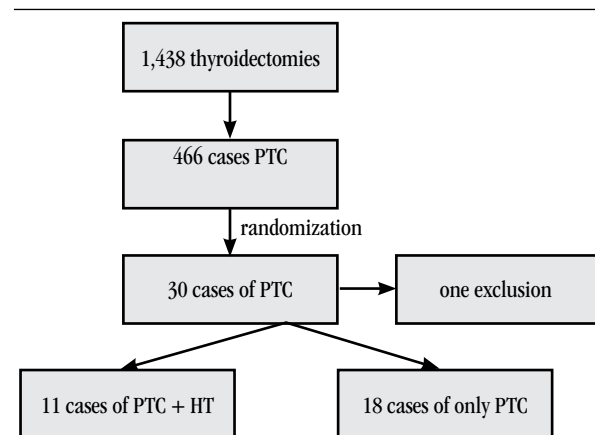 1,438 thyroidectomies
466 cases PTC
randomization
30 cases of PTC
one exclusion
11 cases of PTC + HT
18 cases of only PTC